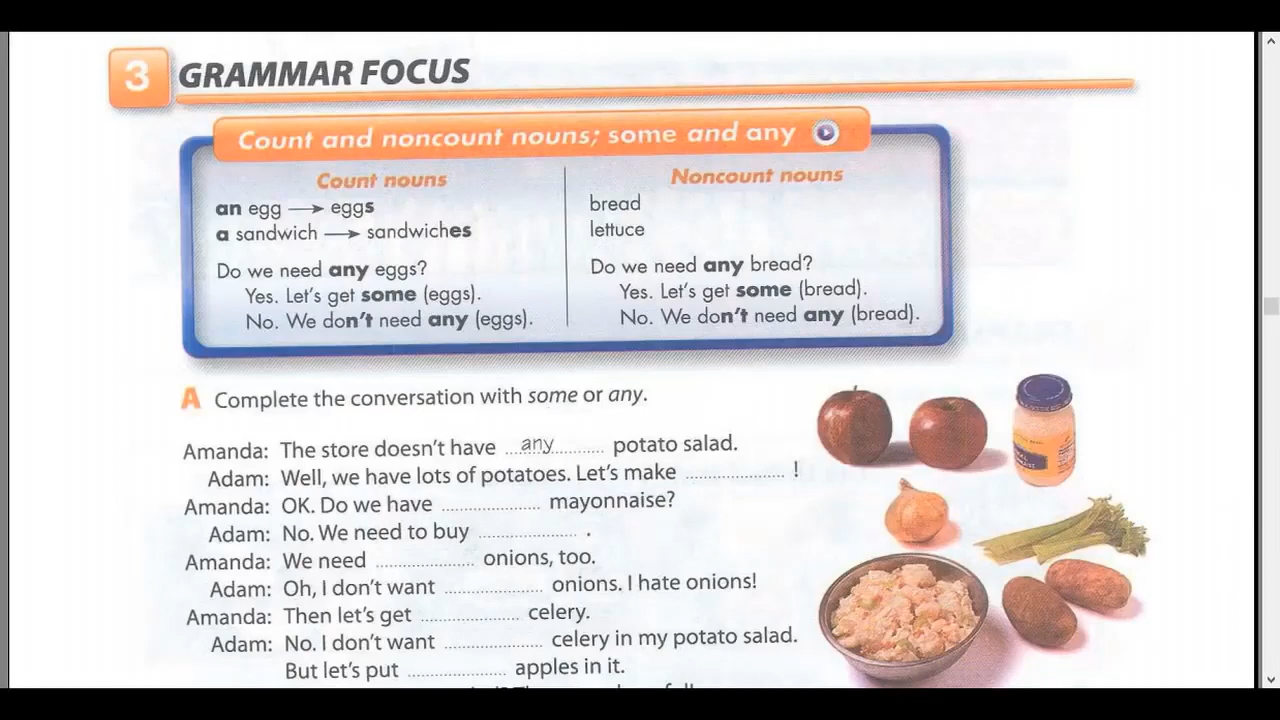 3 GRAMMAR FOCUS
Count and noncount nouns; some and any
Count nouns
an egg → eggs
a sandwich → sandwiches
Do we need any eggs?
Yes. Let's get some (eggs).
No. We don't need any (eggs).
Noncount nouns
bread
lettuce
Do we need any bread?
Yes. Let's get some (bread).
No. We don't need any (bread).
A Complete the conversation with some or any.
Amanda: The store doesn't have any potato salad.
Adam: Well, we have lots of potatoes. Let's make .................... !
Amanda: OK. Do we have .................... mayonnaise?
Adam: No. We need to buy .................... .
Amanda: We need .................... onions, too.
Adam: Oh, I don't want .................... onions. I hate onions!
Amanda: Then let's get .................... celery.
Adam: No. I don't want .................... celery in my potato salad.
But let's put .................... apples in it.